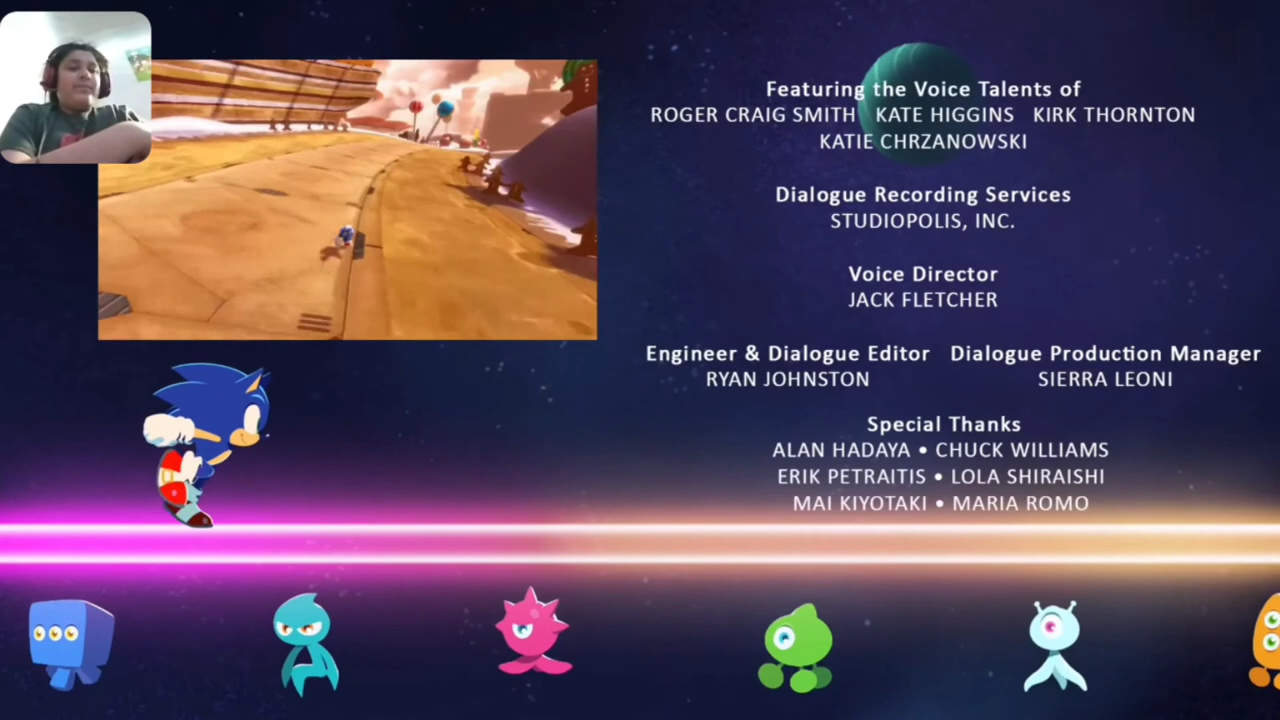 Featuring the Voice Talents of
ROGER CRAIG SMITH KATE HIGGINS KIRK THORNTON
KATIE CHRZANOWSKI
Dialogue Recording Services
STUDIOPOLIS, INC.
Voice Director
JACK FLETCHER
Engineer & Dialogue Editor Dialogue Production Manager
RYAN JOHNSTON SIERRA LEONI
Special Thanks
ALAN HADAYA • CHUCK WILLIAMS
ERIK PETRAITIS • LOLA SHIRAISHI
MAI KIYOTAKI • MARIA ROMO